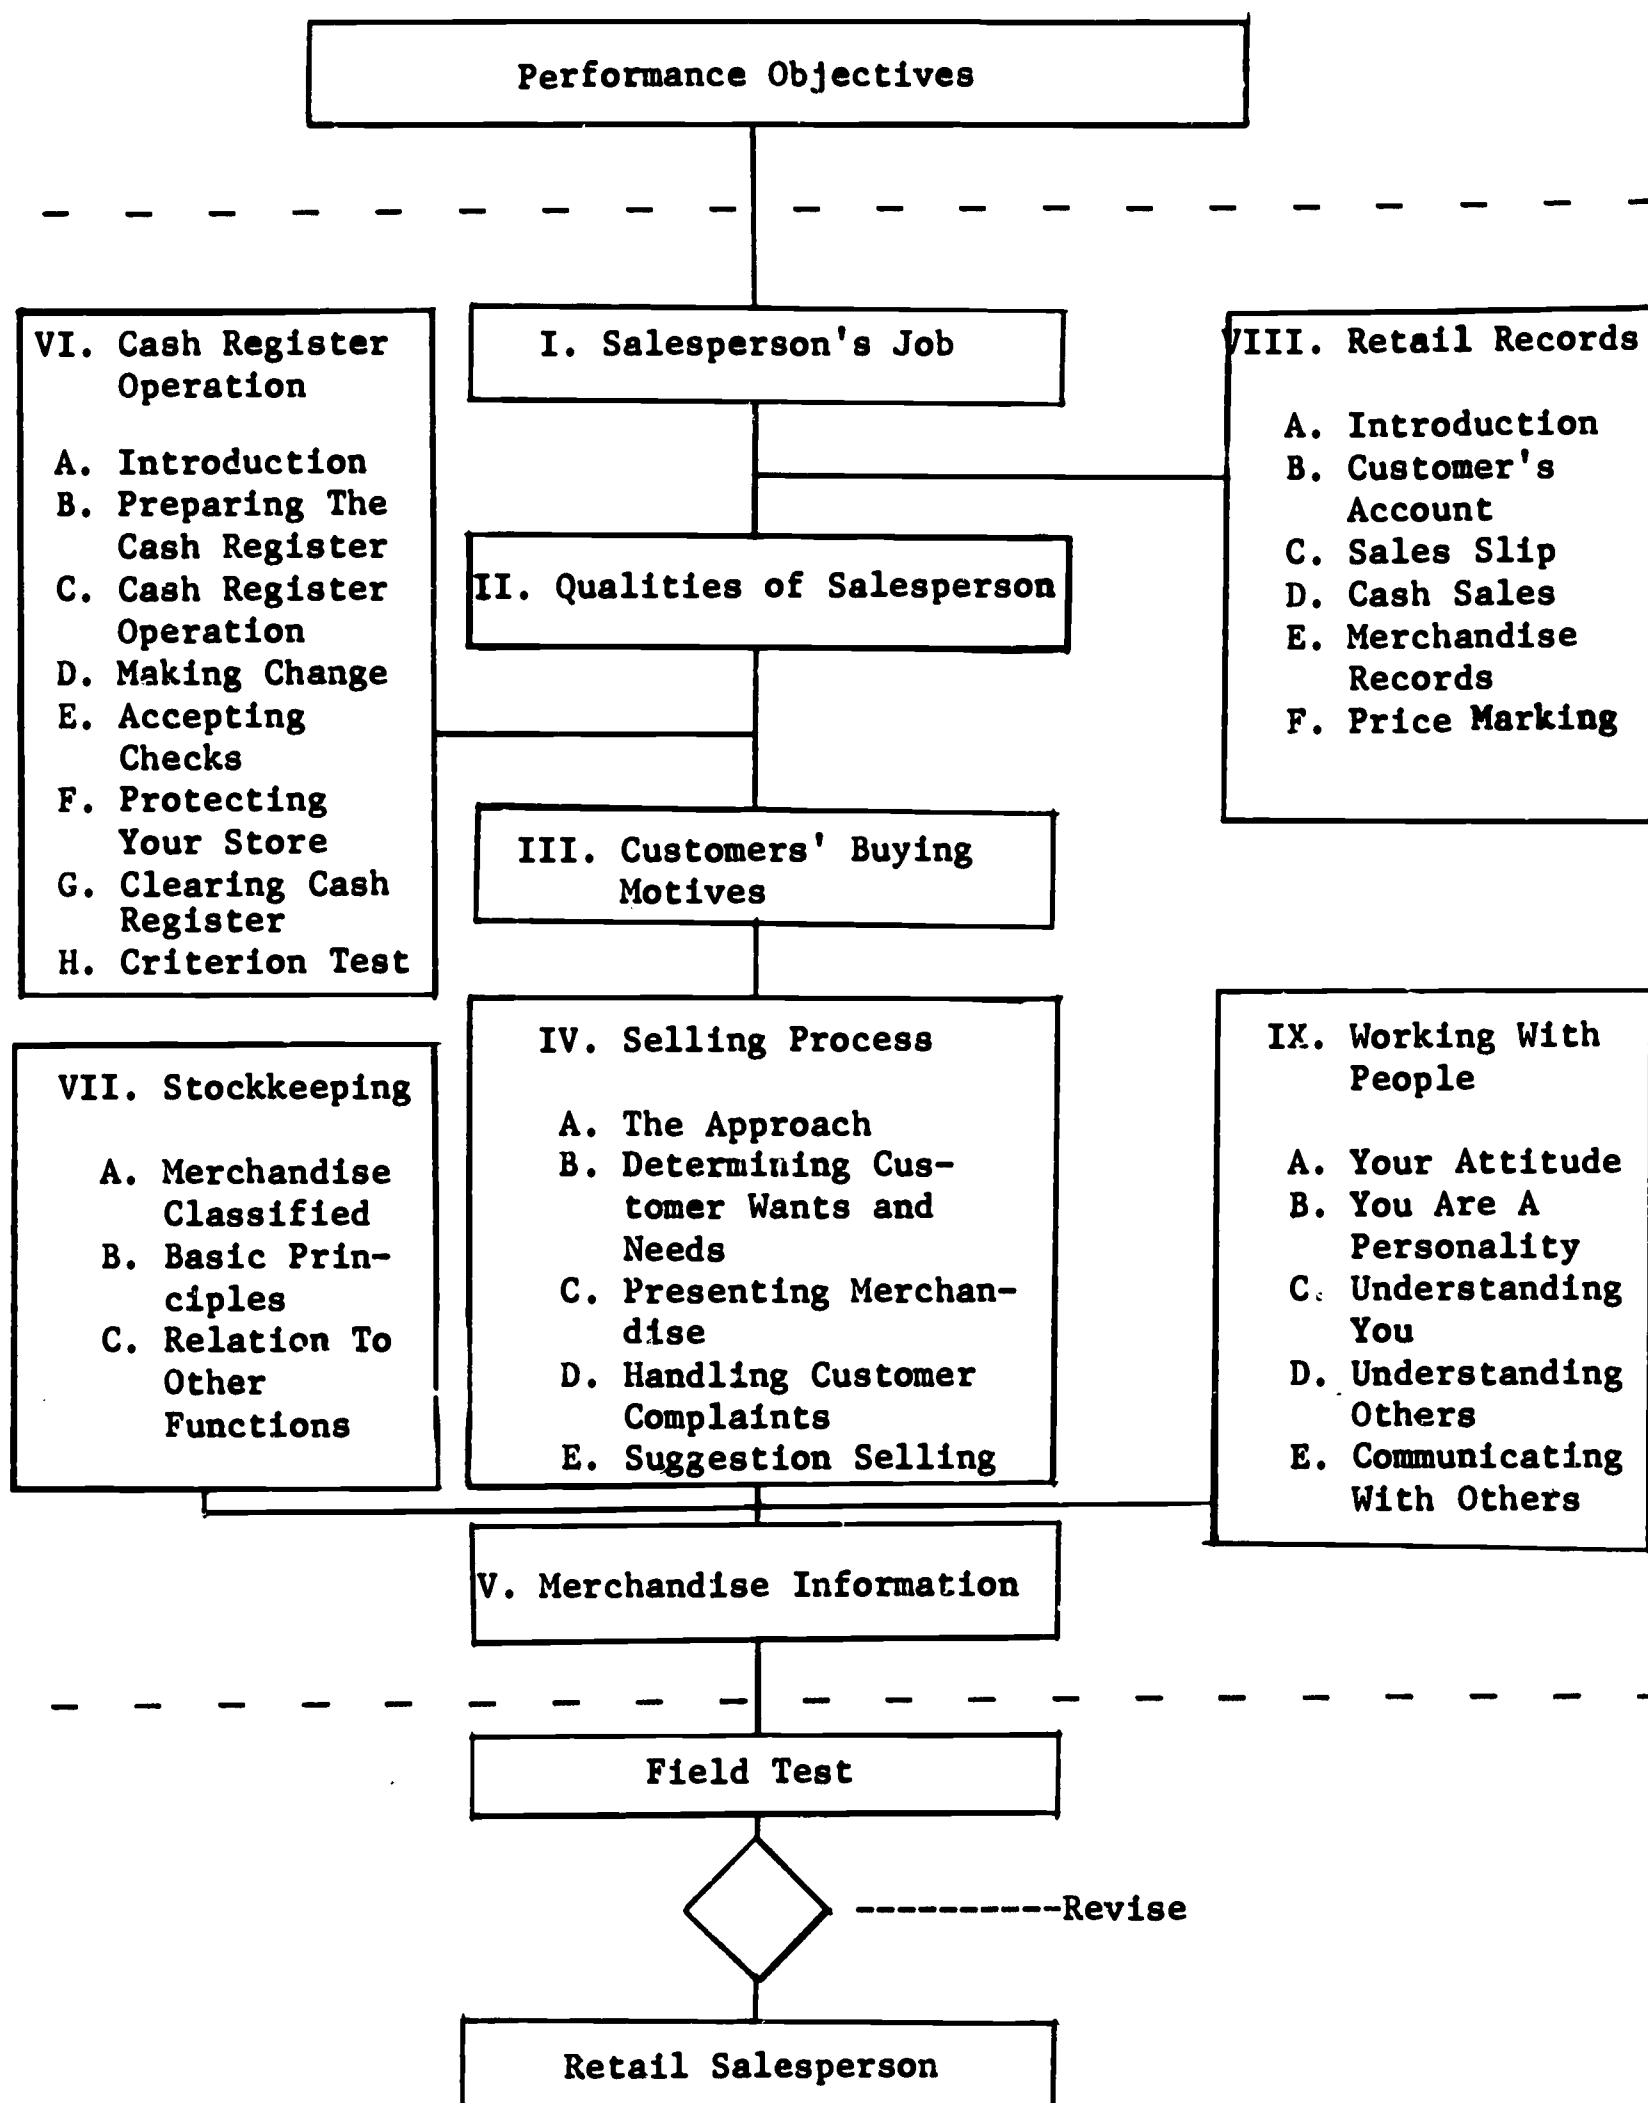 Performance Objectives
VI. Cash Register
Operation
A. Introduction
B. Preparing The
Cash Register
C. Cash Register
Operation
D. Making Change
E. Accepting
Checks
F. Protecting
Your Store
G. Clearing Cash
Register
H. Criterion Test
I. Salesperson's Job
II. Qualities of Salesperson
III. Customers' Buying
Motives
VIII. Retail Records
A. Introduction
B. Customer's
Account
C. Sales Slip
D. Cash Sales
E. Merchandise
Records
F. Price Marking
VII. Stockkeeping
A. Merchandise
Classified
B. Basic Prin-
ciples
C. Relation To
Other
Functions
IV. Selling Process
A. The Approach
B. Determining Cus-
tomer Wants and
Needs
C. Presenting Merchan-
dise
D. Handling Customer
Complaints
E. Suggestion Selling
IX. Working With
People
A. Your Attitude
B. You Are A
Personality
C. Understanding
You
D. Understanding
Others
E. Communicating
With Others
V. Merchandise Information
Field Test
Revise
Retail Salesperson